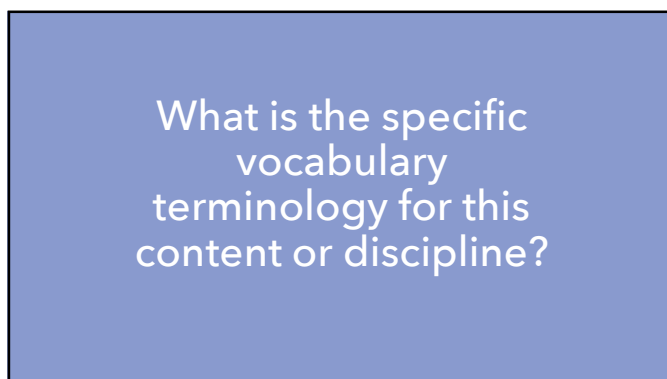 What is the specific
vocabulary
terminology for this
content or discipline?